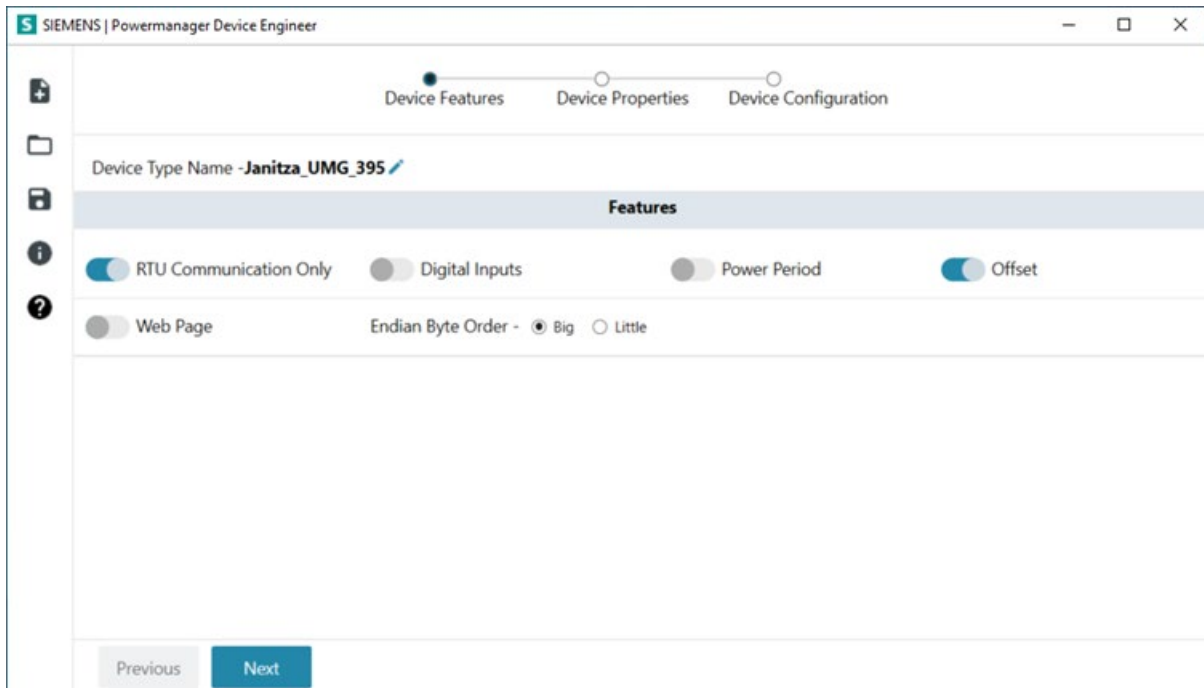 S SIEMENS | Powermanager Device Engineer
Device Features Device Properties Device Configuration
Device Type Name -Janitza_UMG_395
Features
RTU Communication Only Digital Inputs Power Period Offset
Web Page Endian Byte Order - Big Little
Previous Next